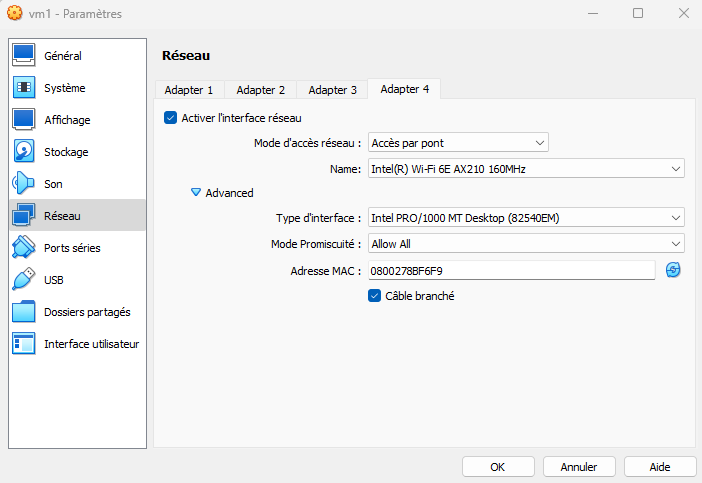 vm1 - Paramètres
Général
Système
Affichage
Stockage
Son
Réseau
Ports séries
USB
Dossiers partagés
Interface utilisateur
Réseau
Adapter 1 Adapter 2 Adapter 3 Adapter 4
Activer l'interface réseau
Mode d'accès réseau : Accès par pont
Name: Intel(R) Wi-Fi 6E AX210 160MHz
Advanced
Type d'interface : Intel PRO/1000 MT Desktop (82540EM)
Mode Promiscuité : Allow All
Adresse MAC : 0800278BF6F9
Câble branché
OK Annuler Aide